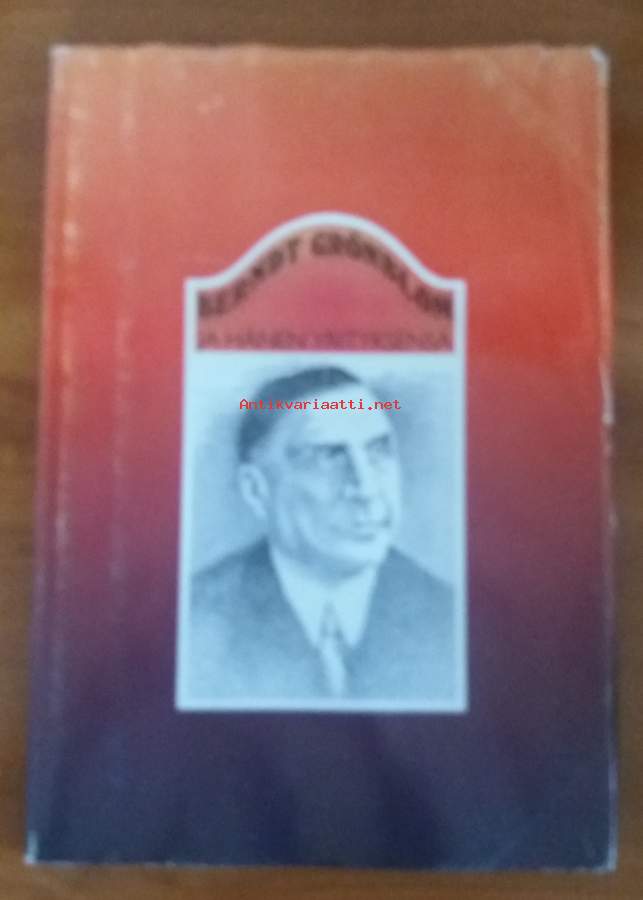 BERNDT GRÖNBLOM
JA HÄNEN YRITYKSENSÄ
Antikvariaatti.net